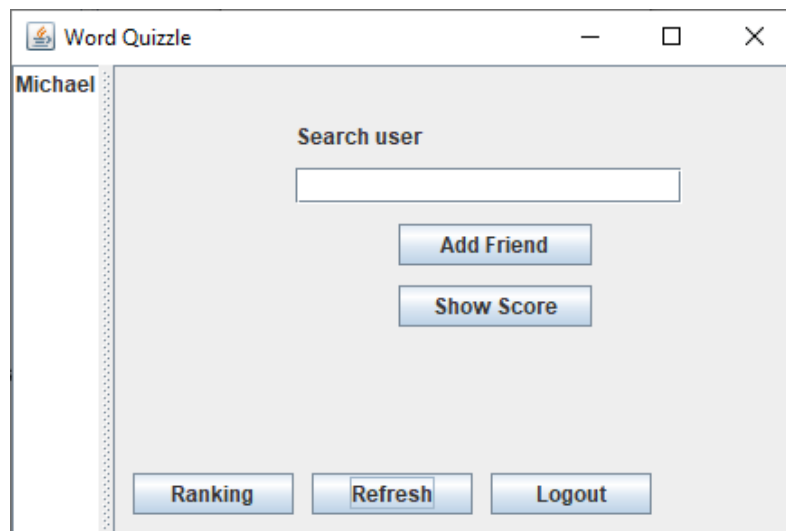 Word Quizzle
Michael
Search user
Add Friend
Show Score
Ranking Refresh Logout